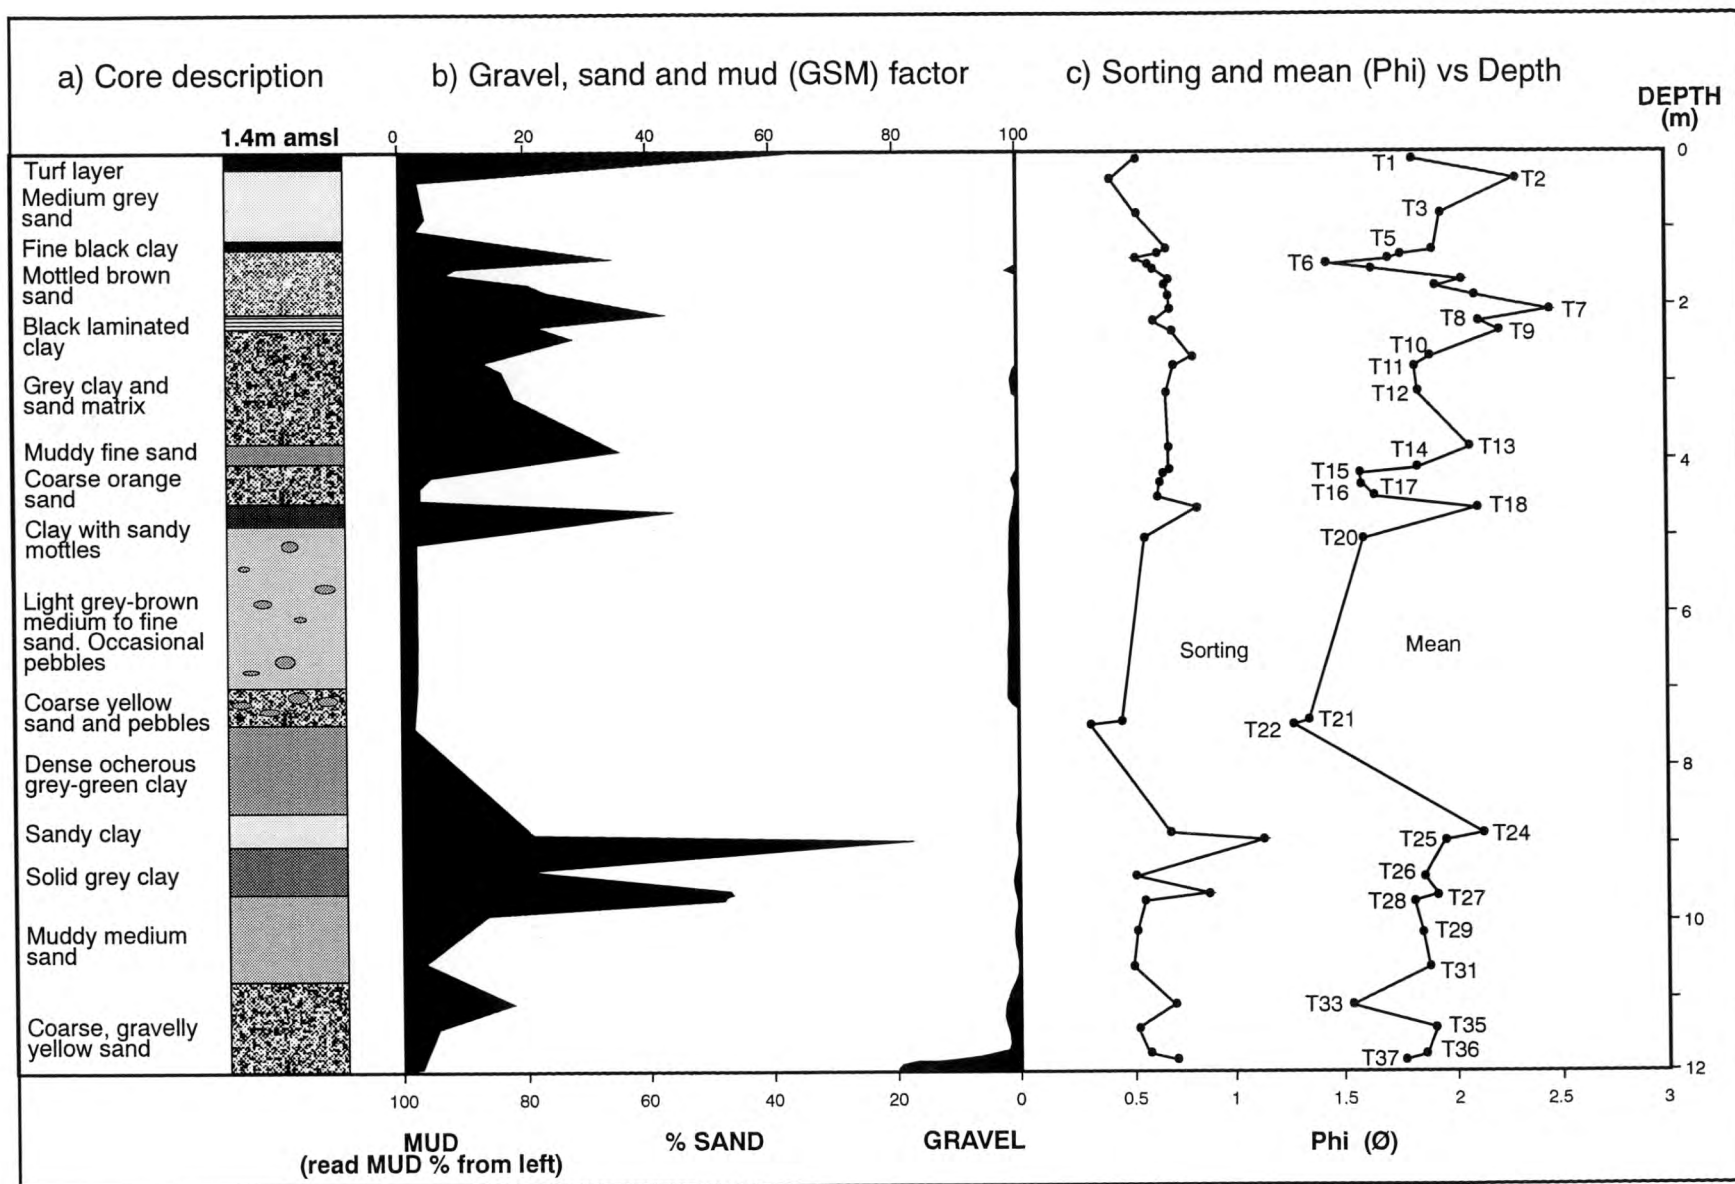 a) Core description
b) Gravel, sand and mud (GSM) factor
c) Sorting and mean (Phi) vs Depth
DEPTH
(m)
1.4m amsl
0 20 40 60 80 100
Turf layer
Medium grey
sand
Fine black clay
Mottled brown
sand
Black laminated
clay
Grey clay and
sand matrix
Muddy fine sand
Coarse orange
sand
Clay with sandy
mottles
Light grey-brown
medium to fine
sand. Occasional
pebbles
Coarse yellow
sand and pebbles
Dense ocherous
grey-green clay
Sandy clay
Solid grey clay
Muddy medium
sand
Coarse, gravelly
yellow sand
T1
T2
T3
T5
T6
T7
T8
T9
T10
T11
T12
T13
T14
T15
T16
T17
T18
T20
Sorting
Mean
T21
T22
T24
T25
T26
T27
T28
T29
T31
T33
T35
T36
T37
0
2
4
6
8
10
12
100 80 60 40 20 0
0.5 1 1.5 2 2.5 3
MUD
(read MUD % from left)
% SAND
GRAVEL
Phi (Ø)